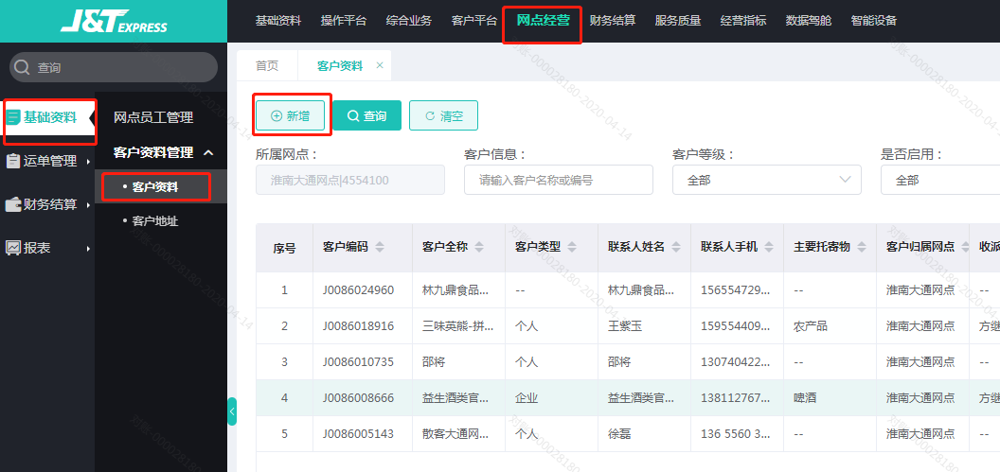 J&T EXPRESS
基础资料 操作平台 综合业务 客户平台 网点经营 财务结算 服务质量 经营指标 数据驾舱 智能设备
查询
首页 客户资料 ×
基础资料
运单管理
财务结算
报表
网点员工管理
客户资料管理
• 客户资料
• 客户地址
新增 查询 清空
所属网点： 客户信息： 客户等级： 是否启用：
淮南大通网点|4554100 请输入客户名称或编号 全部 全部
序号 客户编码 客户全称 客户类型 联系人姓名 联系人手机 主要托寄物 客户归属网点 收派
1 J0086024960 林九鼎食品... -- 林九鼎食品... 156554729... -- 淮南大通网点
2 J0086018916 三味英熊-拼... 个人 王紫玉 159554409... 农产品 淮南大通网点 方继
3 J0086010735 邵将 个人 邵将 130740422... -- 淮南大通网点
4 J0086008666 益生酒类官... 企业 益生酒类官... 138112767... 啤酒 淮南大通网点 方继
5 J0086005143 散客大通网... 个人 徐磊 136 5560 3... -- 淮南大通网点
对账-000028180-2020-04-14